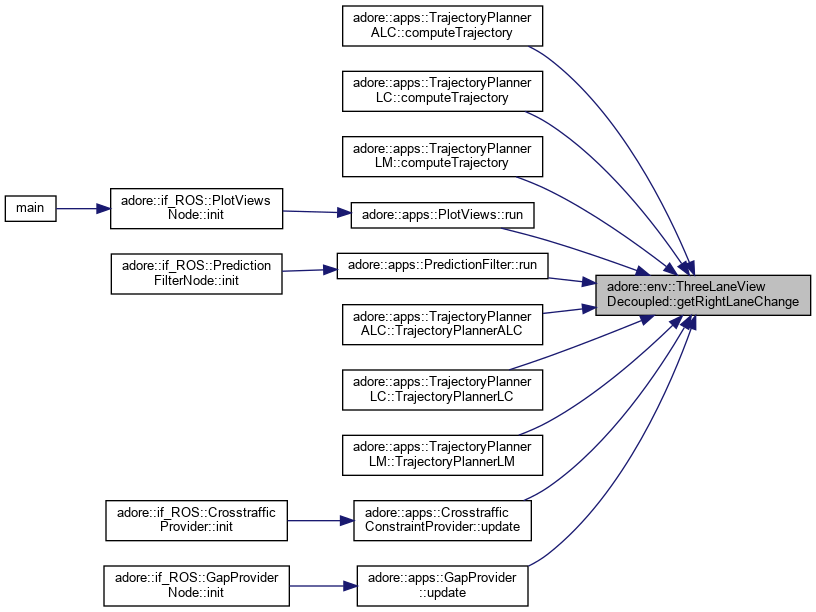 adore::apps::TrajectoryPlanner
ALC::computeTrajectory
adore::apps::TrajectoryPlanner
LC::computeTrajectory
adore::apps::TrajectoryPlanner
LM::computeTrajectory
main
adore::if_ROS::PlotViews
Node::init
adore::apps::PlotViews::run
adore::if_ROS::Prediction
FilterNode::init
adore::apps::PredictionFilter::run
adore::env::ThreeLaneView
Decoupled::getRightLaneChange
adore::apps::TrajectoryPlanner
ALC::TrajectoryPlannerALC
adore::apps::TrajectoryPlanner
LC::TrajectoryPlannerLC
adore::apps::TrajectoryPlanner
LM::TrajectoryPlannerLM
adore::if_ROS::Crosstraffic
Provider::init
adore::apps::Crosstraffic
ConstraintProvider::update
adore::if_ROS::GapProvider
Node::init
adore::apps::GapProvider
::update